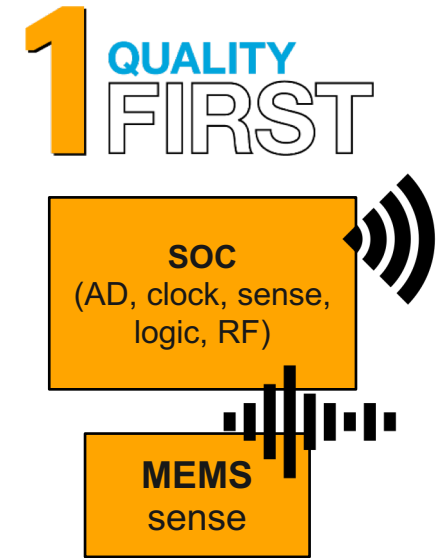 1
QUALITY
FIRST
SOC
(AD, clock, sense,
logic, RF)
MEMS
sense